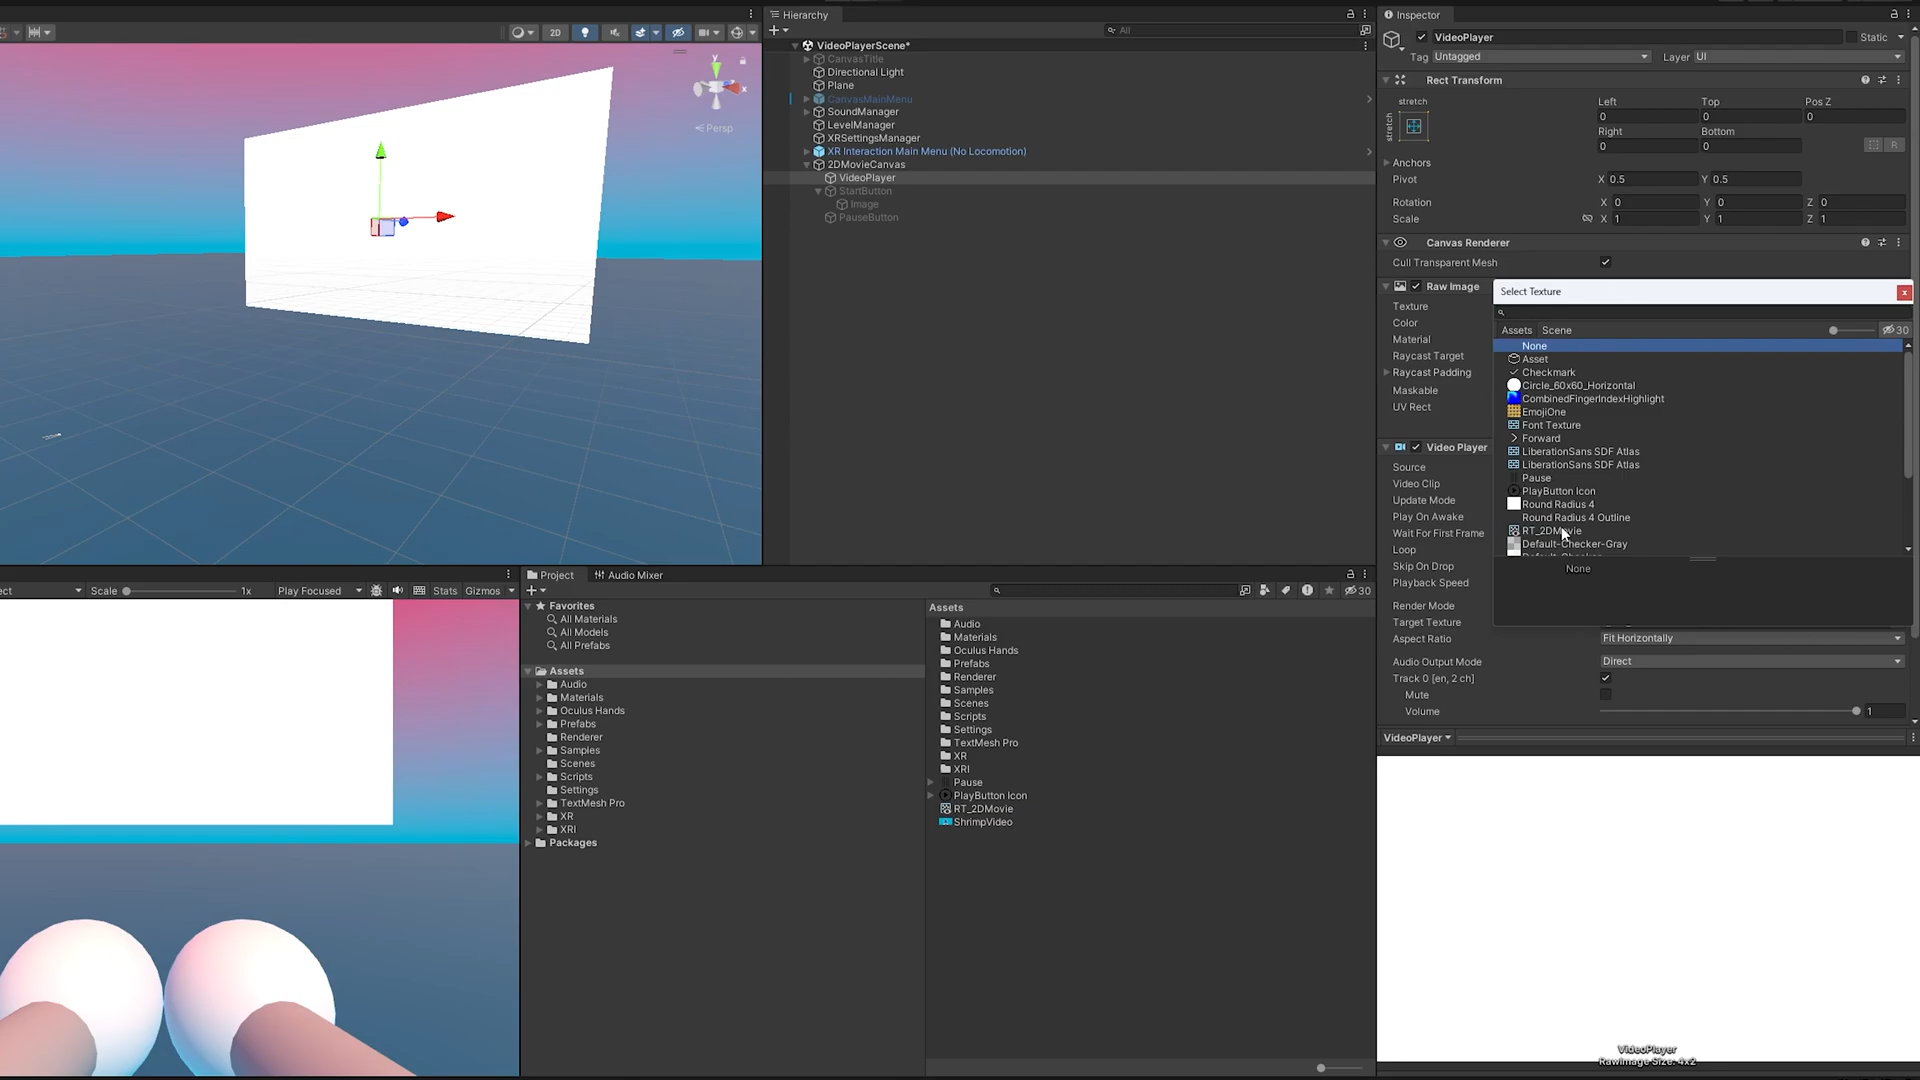 Hierarchy
All
VideoPlayerScene*
CanvasTitle
Directional Light
Plane
CanvasMainMenu
SoundManager
LevelManager
XRSettingsManager
XR Interaction Main Menu (No Locomotion)
2DMovieCanvas
VideoPlayer
StartButton
Image
PauseButton
2D
y
x
Persp
Inspector
VideoPlayer
Static
Tag Untagged
Layer UI
Rect Transform
stretch
stretch
Left Top Pos Z
0 0 0
Right Bottom
0 0
R
Anchors
Pivot X 0.5 Y 0.5
Rotation X 0 Y 0 Z 0
Scale X 1 Y 1 Z 1
Canvas Renderer
Cull Transparent Mesh
Raw Image
Texture
Color
Material
Raycast Target
Raycast Padding
Maskable
UV Rect
Video Player
Source
Video Clip
Update Mode
Play On Awake
Wait For First Frame
Loop
Skip On Drop
Playback Speed
Render Mode
Target Texture
Aspect Ratio Fit Horizontally
Audio Output Mode Direct
Track 0 [en, 2 ch]
Mute
Volume 1
VideoPlayer
Select Texture
Assets Scene 30
None
Asset
Checkmark
Circle_60x60_Horizontal
CombinedFingerIndexHighlight
EmojiOne
Font Texture
Forward
LiberationSans SDF Atlas
LiberationSans SDF Atlas
Pause
PlayButton Icon
Round Radius 4
Round Radius 4 Outline
RT_2DMovie
Default-Checker-Gray
None
ect Scale 1x Play Focused Stats Gizmos
Project Audio Mixer
30
Favorites
All Materials
All Models
All Prefabs
Assets
Audio
Materials
Oculus Hands
Prefabs
Renderer
Samples
Scenes
Scripts
Settings
TextMesh Pro
XR
XRI
Packages
Assets
Audio
Materials
Oculus Hands
Prefabs
Renderer
Samples
Scenes
Scripts
Settings
TextMesh Pro
XR
XRI
Pause
PlayButton Icon
RT_2DMovie
ShrimpVideo
VideoPlayer
RawImage Size: 4x2